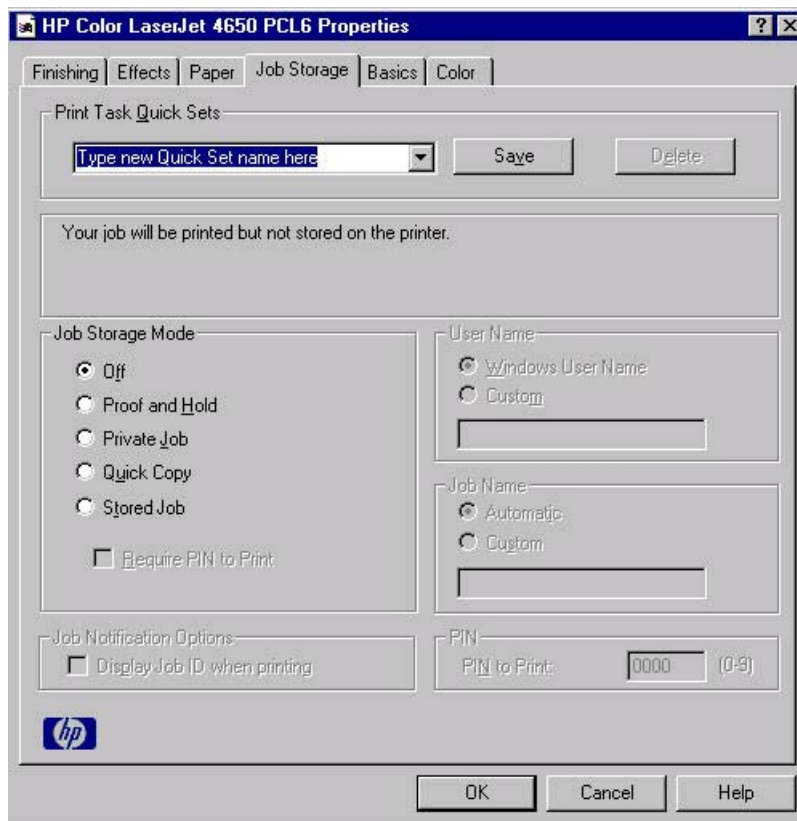 HP Color LaserJet 4650 PCL6 Properties
Finishing Effects Paper Job Storage Basics Color
Print Task Quick Sets
Type new Quick Set name here Save Delete
Your job will be printed but not stored on the printer.
Job Storage Mode
Off
Proof and Hold
Private Job
Quick Copy
Stored Job
Require PIN to Print
User Name
Windows User Name
Custom
Job Name
Automatic
Custom
Job Notification Options
Display Job ID when printing
PIN
PIN to Print: 0000 (0-9)
hp
OK Cancel Help